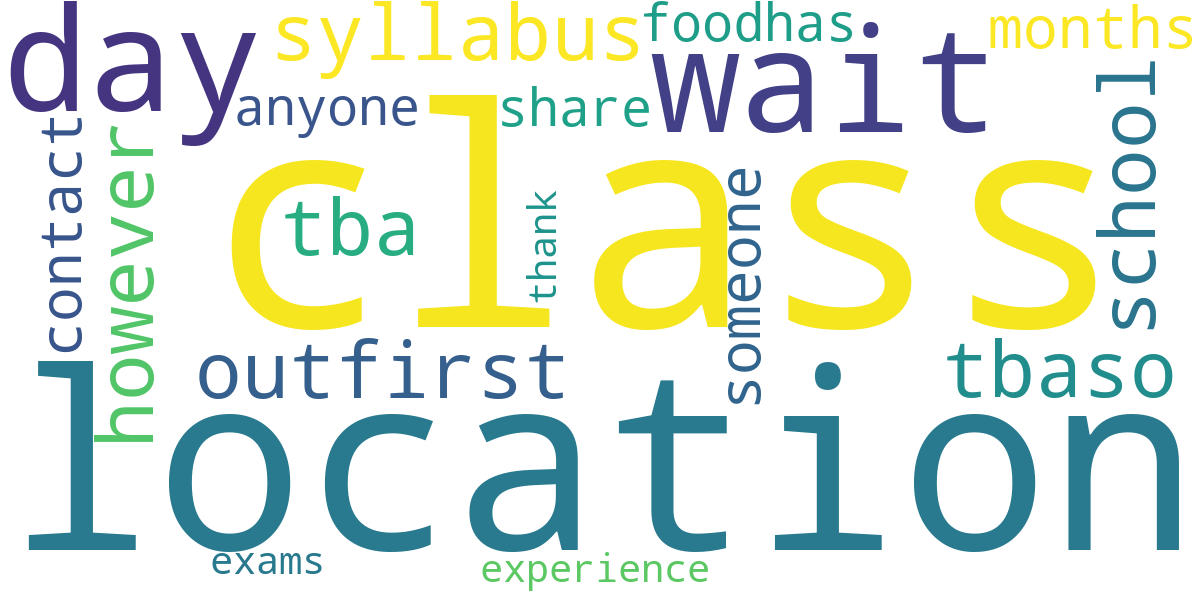 day
syllabus
foodhas
months
wait
anyone
share
class
contact
however
tba
thank
someone
school
outfirst
tbaso
location
exams
experience